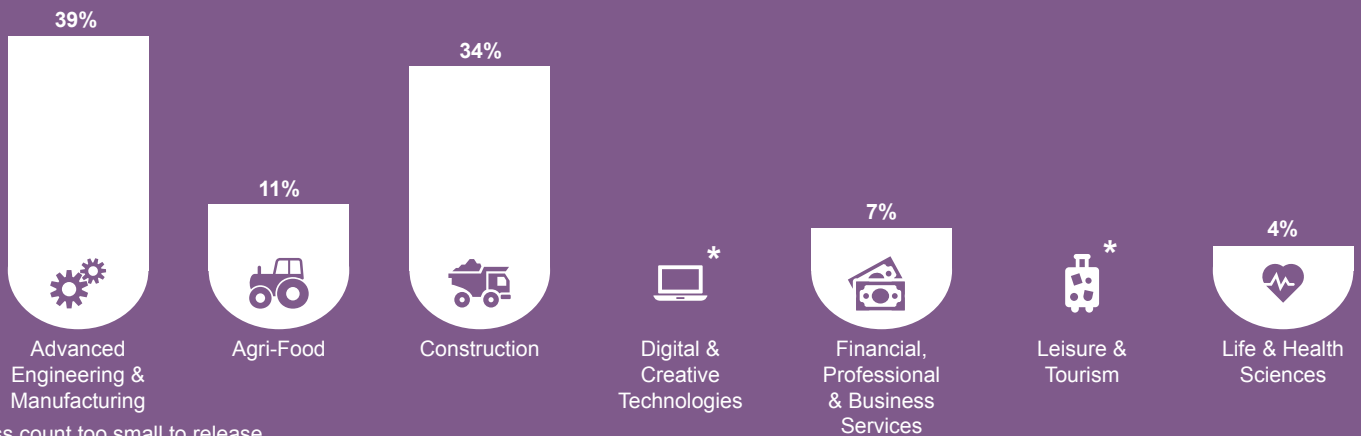 39%
34%
11%
7%
4%
*
*
Advanced
Engineering &
Manufacturing
Agri-Food
Construction
Digital &
Creative
Technologies
Financial,
Professional
& Business
Services
Leisure &
Tourism
Life & Health
Sciences
count too small to release